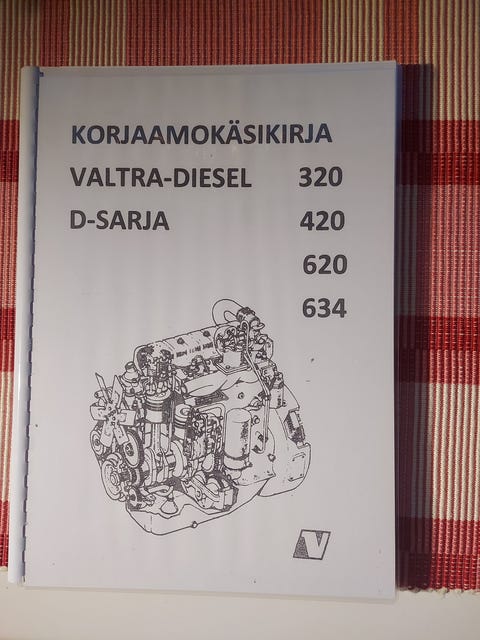 KORJAAMOKÄSIKIRJA
VALTRA-DIESEL 320
D-SARJA 420
620
634
V